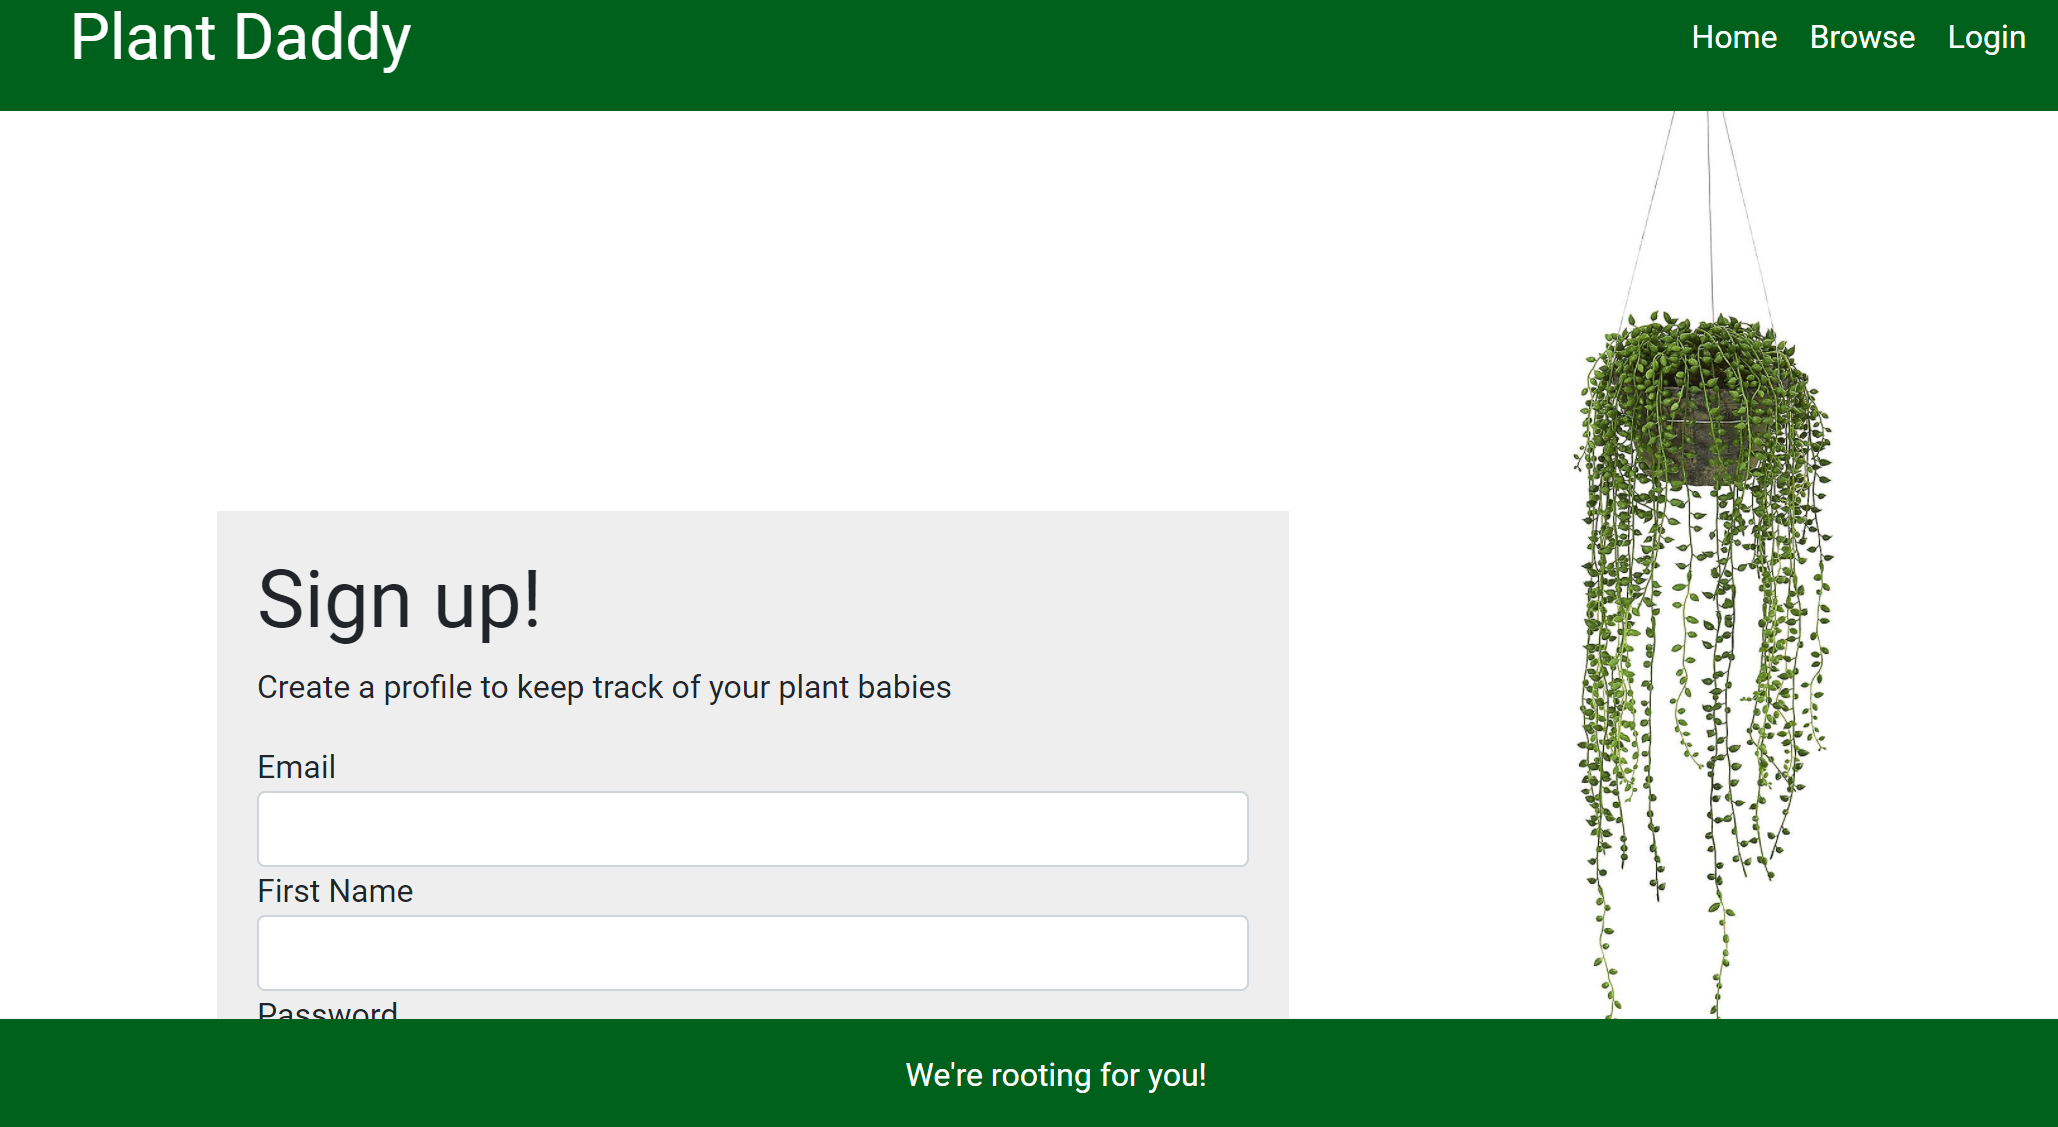 Plant Daddy
Home Browse Login
Sign up!
Create a profile to keep track of your plant babies
Email
First Name
Password
We're rooting for you!